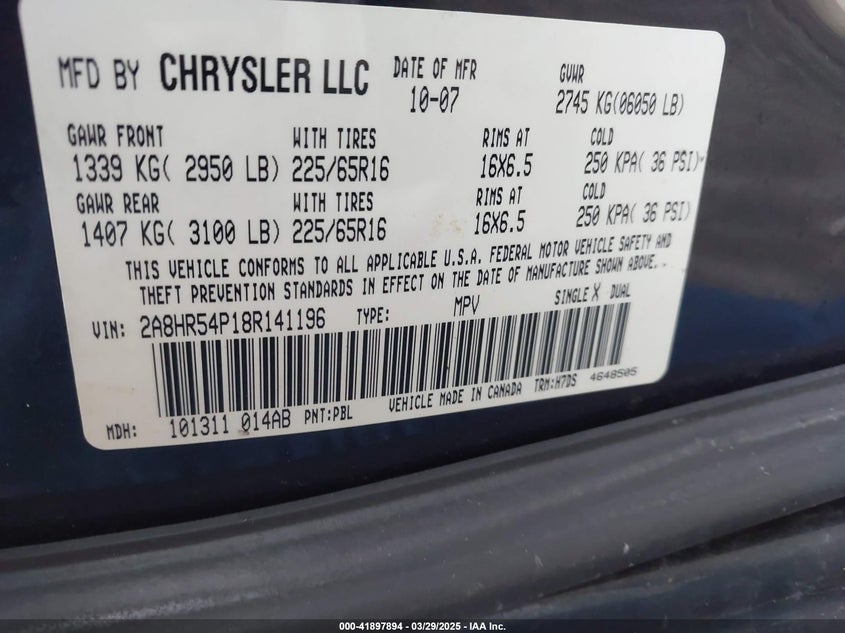 MFD BY CHRYSLER LLC DATE OF MFR GVWR
10-07 2745 KG(06050 LB)
GAWR FRONT WITH TIRES RIMS AT COLD
1339 KG( 2950 LB) 225/65R16 16X6.5 250 KPA( 36 PSI)
GAWR REAR WITH TIRES RIMS AT COLD
1407 KG( 3100 LB) 225/65R16 16X6.5 250 KPA( 36 PSI)
THIS VEHICLE CONFORMS TO ALL APPLICABLE U.S.A. FEDERAL MOTOR VEHICLE SAFETY AND
THEFT PREVENTION STANDARDS IN EFFECT ON THE DATE OF MANUFACTURE SHOWN ABOVE.
VIN: 2A8HR54P18R141196 TYPE: MPV SINGLE X DUAL
MDH: 101311 014AB PNT:PBL VEHICLE MADE IN CANADA TRM:H7DS 4648505
000-41897894 — 03/29/2025 — IAA Inc.